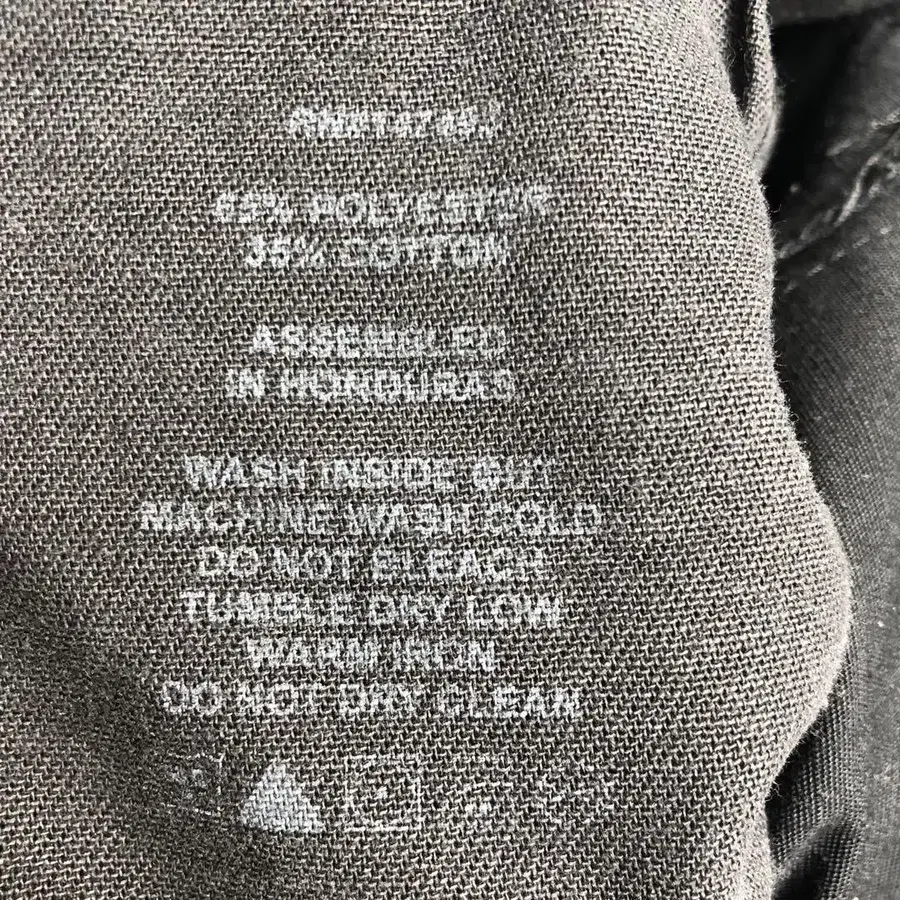 65% POLYESTER
35% COTTON
ASSEMBLED
IN HONDURAS
WASH INSIDE OUT
MACHINE WASH COLD
DO NOT BLEACH
TUMBLE DRY LOW
WARM IRON
DO NOT DRY CLEAN